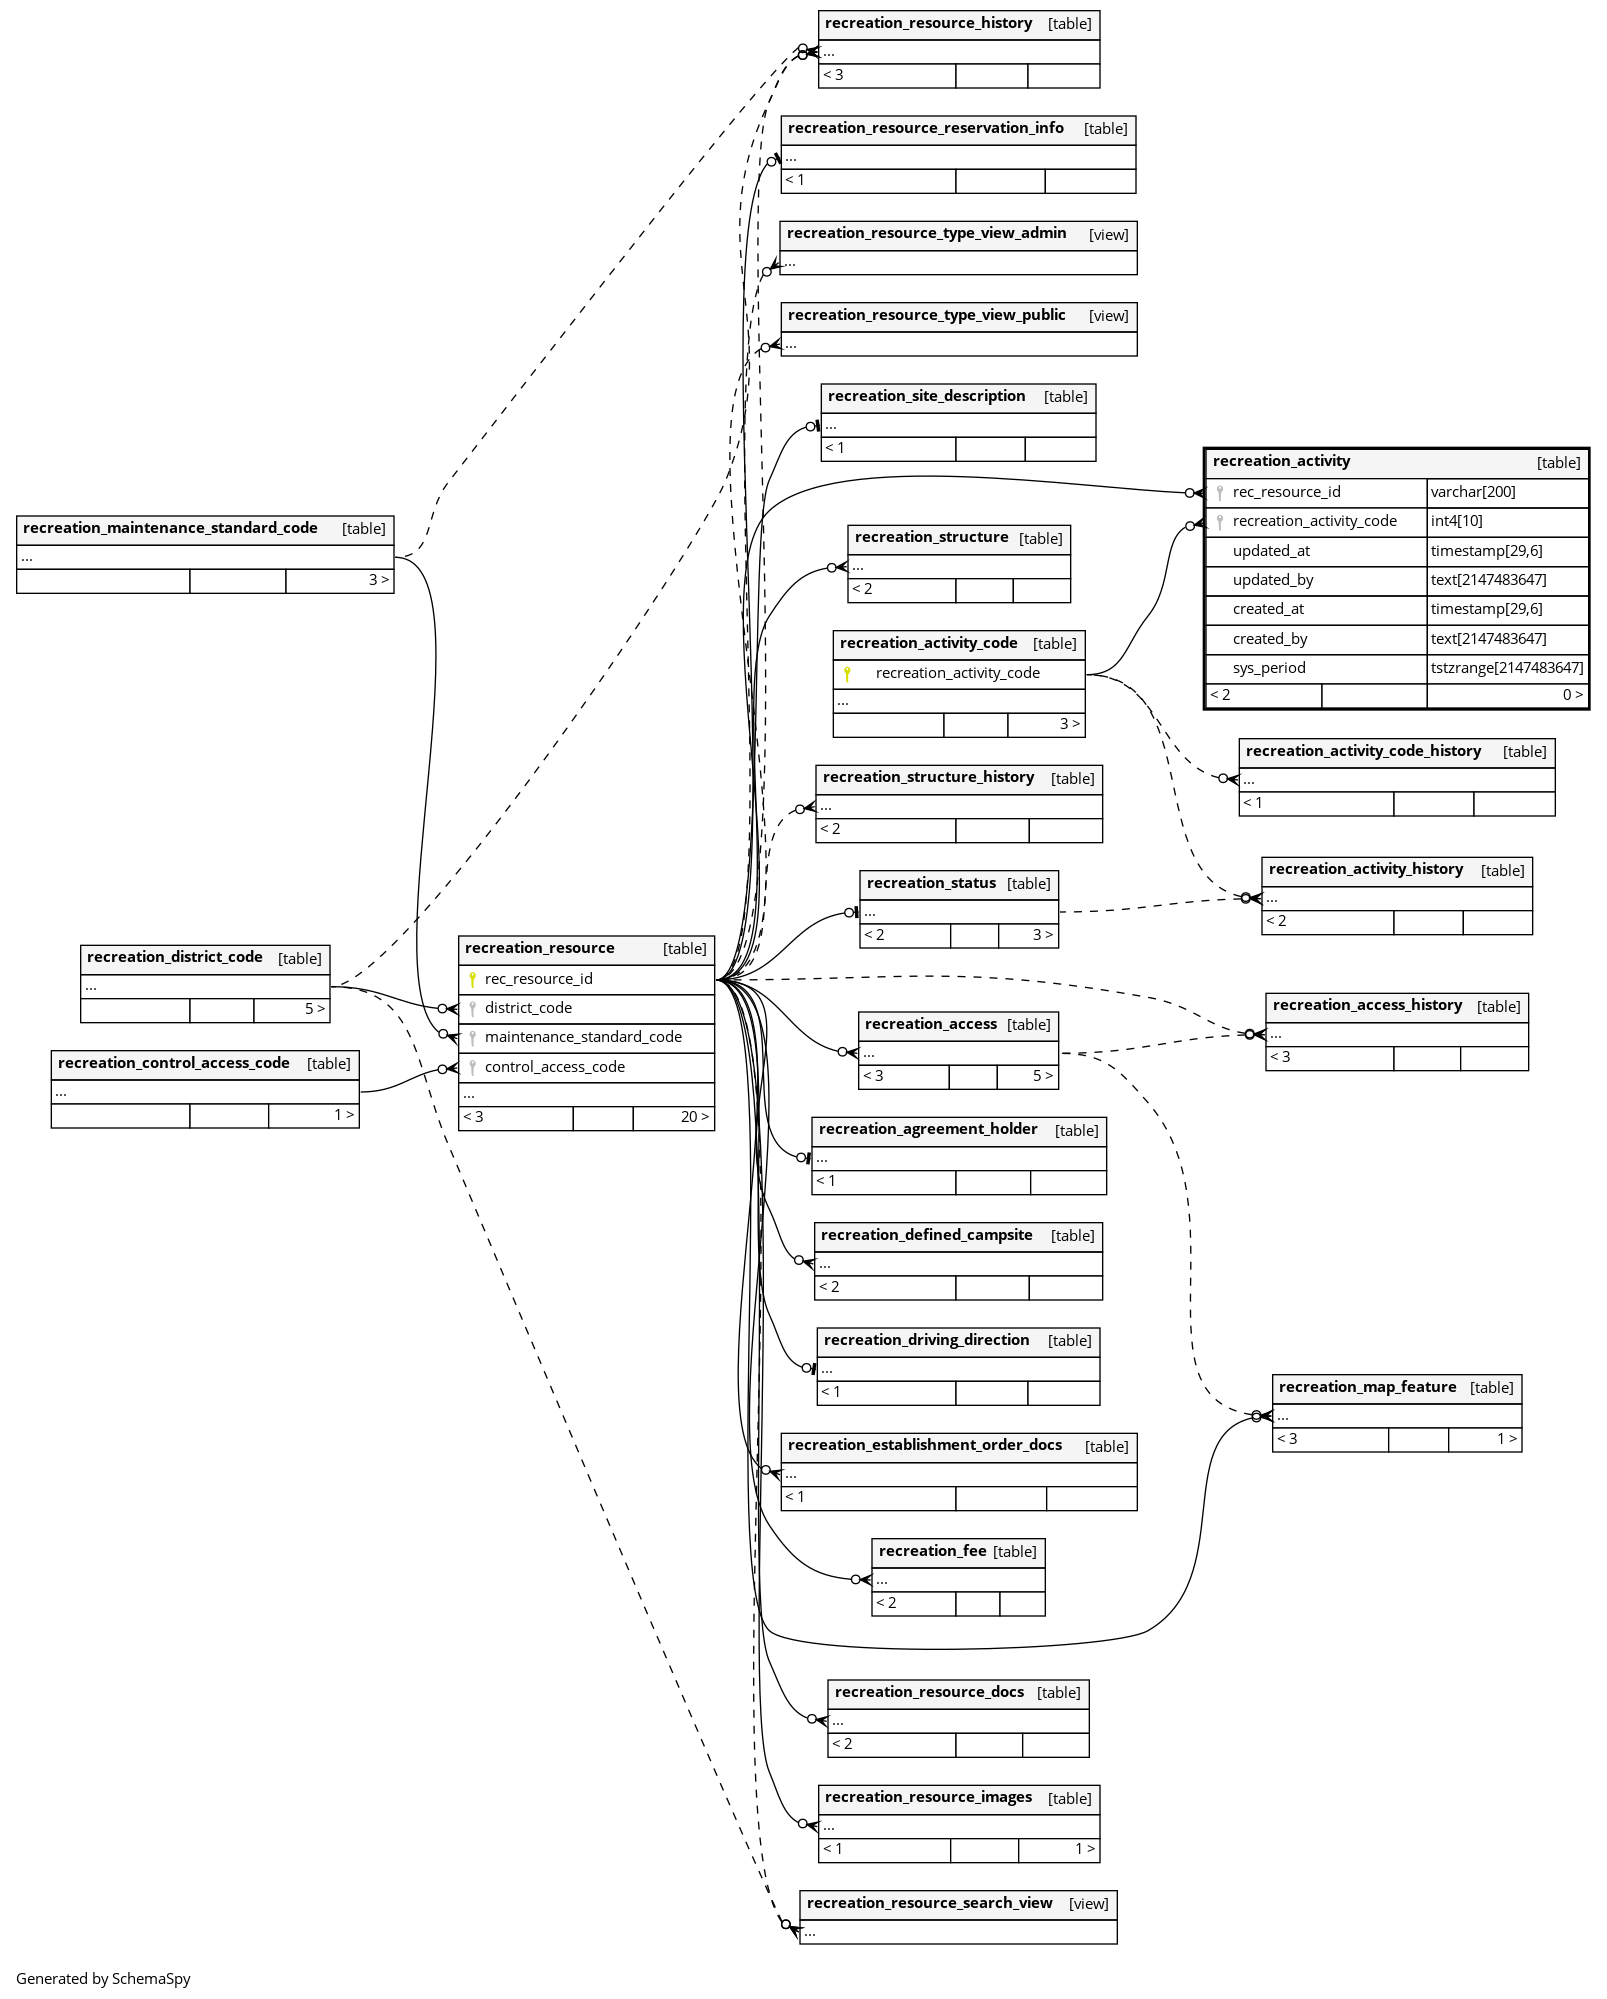 recreation_resource_history [table]
...
< 3
recreation_resource_reservation_info [table]
...
< 1
recreation_resource_type_view_admin [view]
...
recreation_resource_type_view_public [view]
...
recreation_site_description [table]
...
< 1
recreation_activity [table]
rec_resource_id varchar[200]
recreation_activity_code int4[10]
updated_at timestamp[29,6]
updated_by text[2147483647]
created_at timestamp[29,6]
created_by text[2147483647]
sys_period tstzrange[2147483647]
< 2 0 >
recreation_maintenance_standard_code [table]
...
3 >
recreation_structure [table]
...
< 2
recreation_activity_code [table]
recreation_activity_code
...
3 >
recreation_activity_code_history [table]
...
< 1
recreation_structure_history [table]
...
< 2
recreation_status [table]
...
< 2 3 >
recreation_activity_history [table]
...
< 2
recreation_district_code [table]
...
5 >
recreation_resource [table]
rec_resource_id
district_code
maintenance_standard_code
control_access_code
...
< 3 20 >
recreation_control_access_code [table]
...
1 >
recreation_access [table]
...
< 3 5 >
recreation_access_history [table]
...
< 3
recreation_agreement_holder [table]
...
< 1
recreation_defined_campsite [table]
...
< 2
recreation_driving_direction [table]
...
< 1
recreation_map_feature [table]
...
< 3 1 >
recreation_establishment_order_docs [table]
...
< 1
recreation_fee [table]
...
< 2
recreation_resource_docs [table]
...
< 2
recreation_resource_images [table]
...
< 1 1 >
recreation_resource_search_view [view]
...
Generated by SchemaSpy